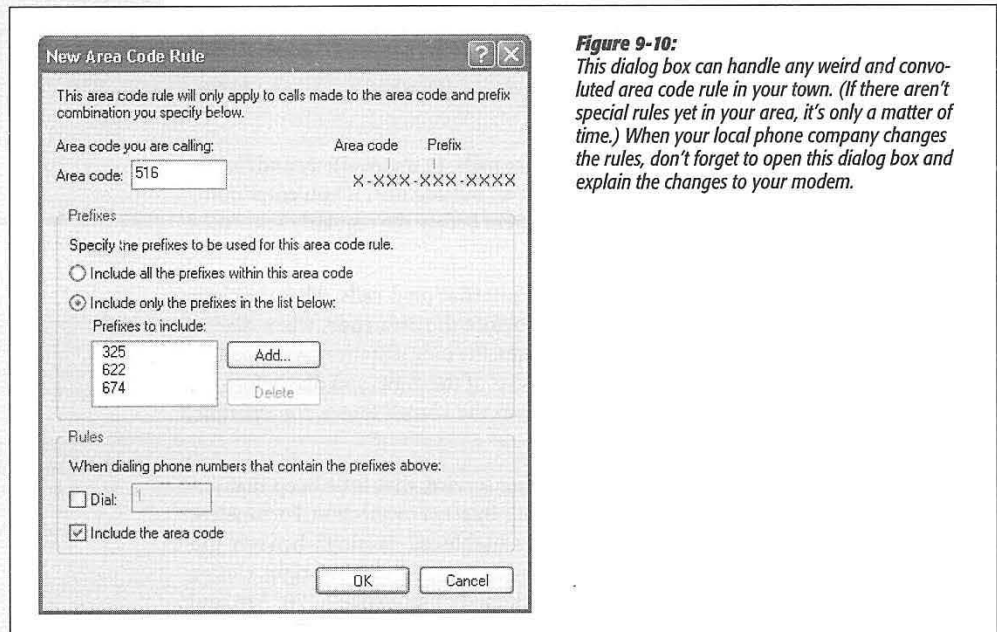 New Area Code Rule
This area code rule will only apply to calls made to the area code and prefix
combination you specify below.
Area code you are calling:
Area code Prefix
Area code: 516
X-XXX-XXX-XXXX
Prefixes
Specify the prefixes to be used for this area code rule.
Include all the prefixes within this area code
Include only the prefixes in the list below:
Prefixes to include:
325
622
674
Add...
Delete
Rules
When dialing phone numbers that contain the prefixes above:
Dial: 1
Include the area code
OK Cancel
Figure 9-10:
This dialog box can handle any weird and convo-
luted area code rule in your town. (If there aren't
special rules yet in your area, it's only a matter of
time.) When your local phone company changes
the rules, don't forget to open this dialog box and
explain the changes to your modem.